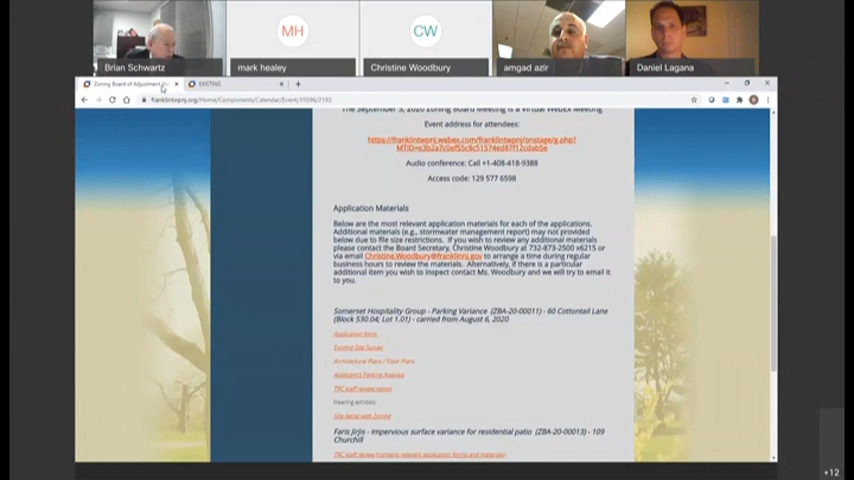 MH
CW
Brian Schwartz
mark healey
Christine Woodbury
amgad azir
Daniel Lagana
Zoning Board of Adjustment
EXISTING
franklintwpnj.org/Home/Components/Calendar/Event/15596/2193
The September 3, 2020 Zoning Board Meeting is a Virtual WebEx Meeting
Event address for attendees:
Audio conference: Call +1-408-418-9388
Access code: 129 577 6598
Application Materials
Below are the most relevant application materials for each of the applications.
Additional materials (e.g., stormwater management report) may not provided
below due to file size restrictions. If you wish to review any additional materials
please contact the Board Secretary, Christine Woodbury at 732-873-2500 x6215 or
via email Christine.Woodbury@franklinnj.gov to arrange a time during regular
business hours to review the materials. Alternatively, if there is a particular
additional item you wish to inspect contact Ms. Woodbury and we will try to email it
to you.
Somerset Hospitality Group - Parking Variance (ZBA-20-00011) - 60 Cottontail Lane
(Block 530.04; Lot 1.01) - carried from August 6, 2020
Application form
Existing Site Survey
Architectural Plans / Floor Plans
Applicant's Parking Analysis
TRC staff review report
Hearing exhibits:
Site Aerial with Zoning
Faris Jirjis - Impervious surface variance for residential patio (ZBA-20-00013) - 109
Churchill
TRC staff review (contains relevant application forms and materials)
+12